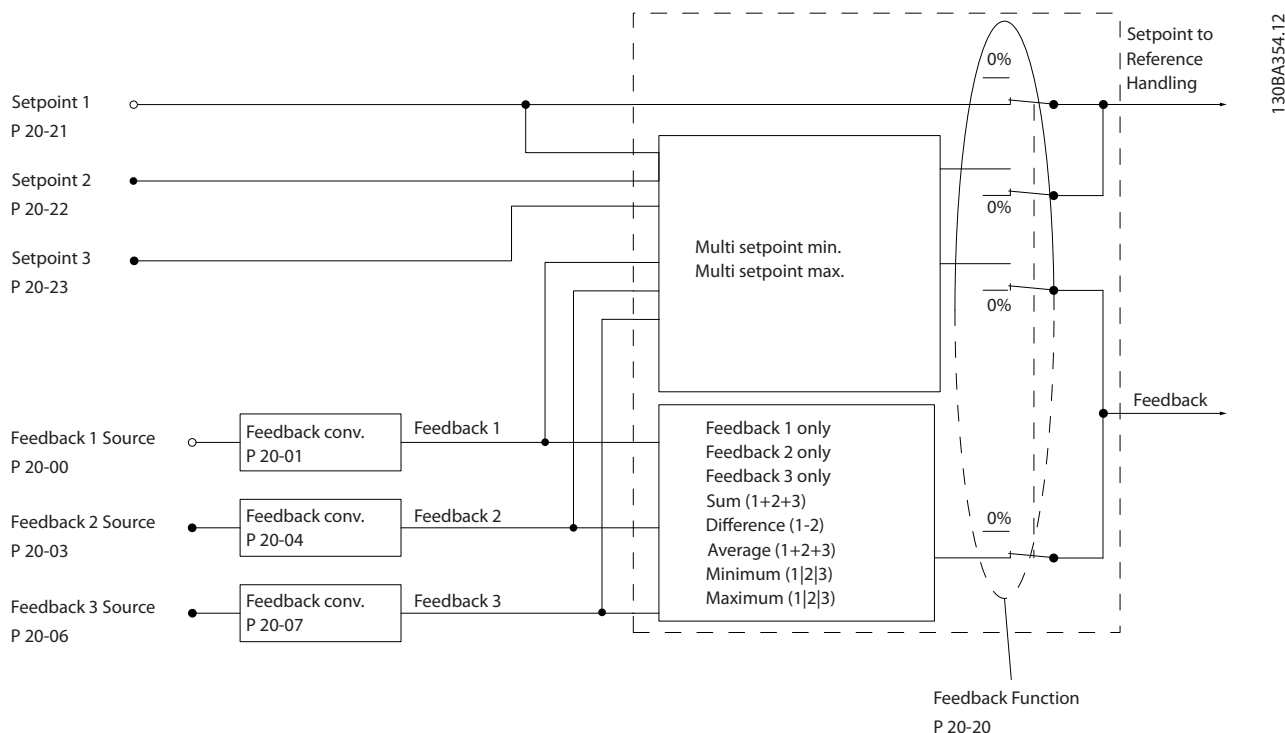 130BA354.12
Setpoint to
Reference
Handling
0%
Setpoint 1
P 20-21
Setpoint 2
P 20-22
0%
Setpoint 3
P 20-23
Multi setpoint min.
Multi setpoint max.
0%
Feedback
Feedback 1 Source
P 20-00
Feedback conv.
P 20-01
Feedback 1
Feedback 2 Source
P 20-03
Feedback conv.
P 20-04
Feedback 2
Feedback 3 Source
P 20-06
Feedback conv.
P 20-07
Feedback 3
Feedback 1 only
Feedback 2 only
Feedback 3 only
Sum (1+2+3)
Difference (1-2)
Average (1+2+3)
Minimum (1|2|3)
Maximum (1|2|3)
0%
Feedback Function
P 20-20